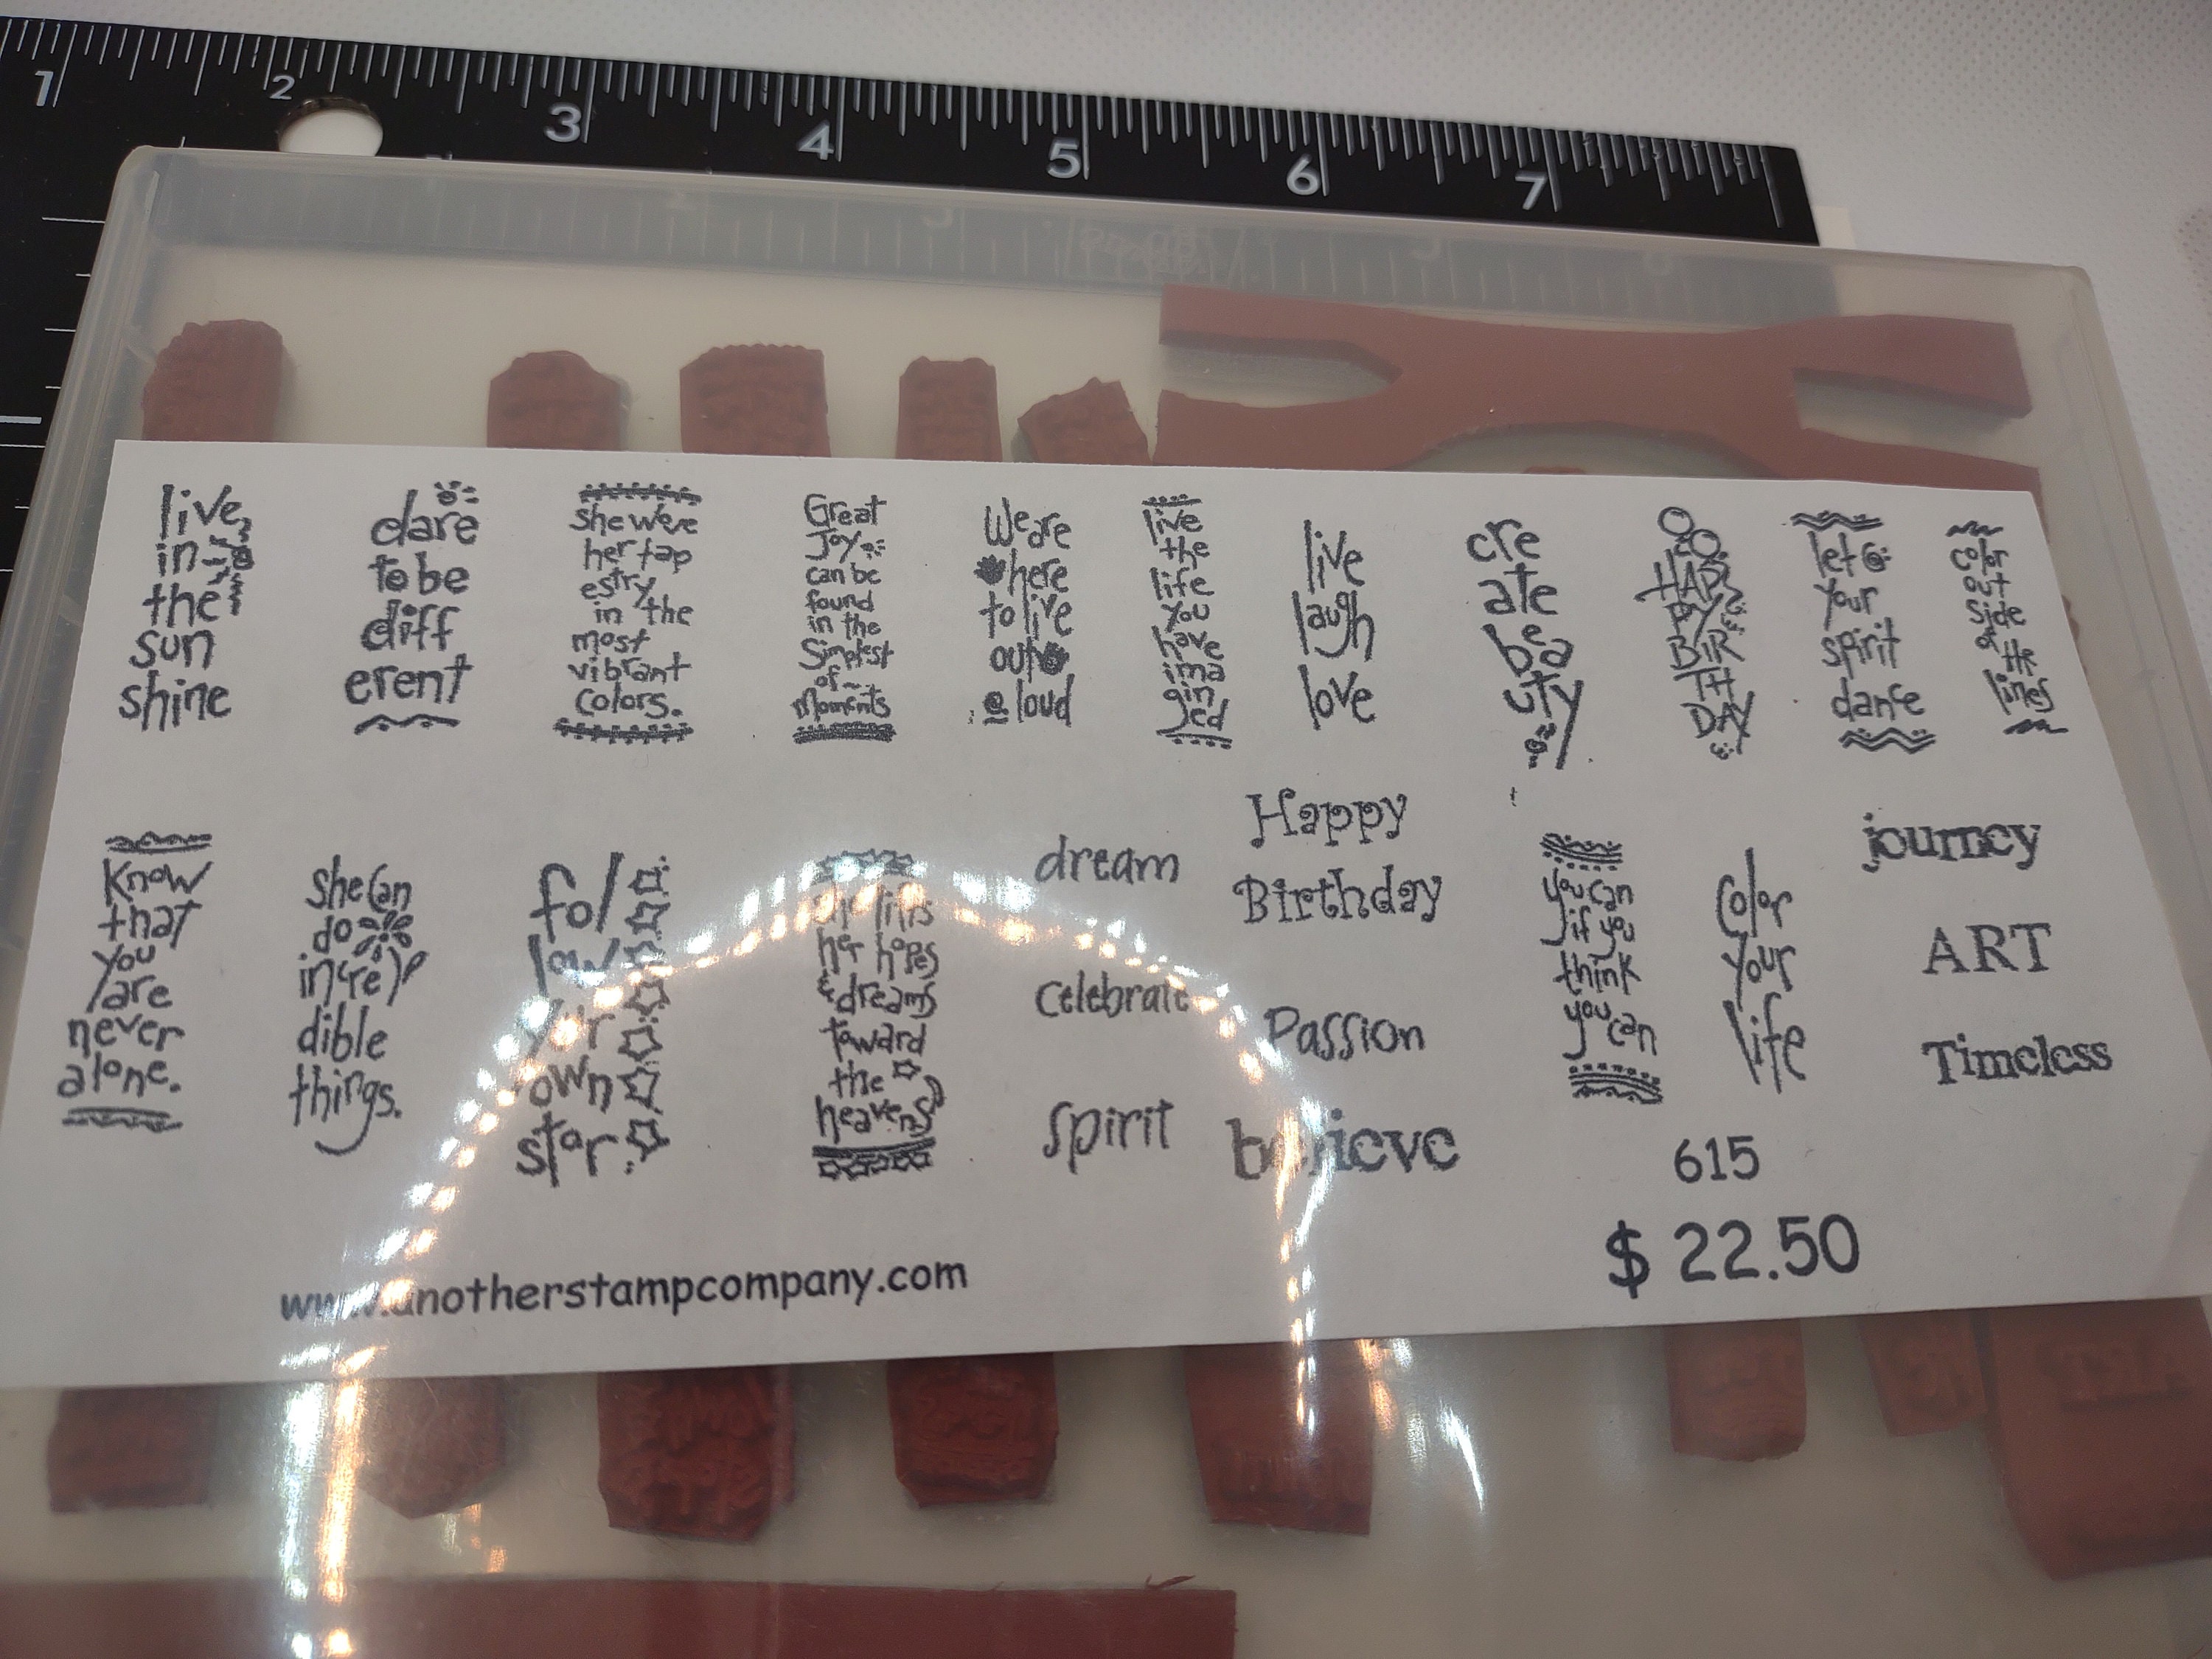 1 2 3 4 5 6 7
live
in
the
sun
shine
dare
to be
diff
erent
she weve
her tap
estry
in the
most
vibrant
colors.
Great
Joy
can be
found
in the
Simplest
of
Moments
We are
here
to live
out
loud
live
the
life
you
have
ima
gin
ed
live
laugh
love
cre
ate
be a
uty
HAP
PY
BIR
TH
DAY
let
your
spirit
dance
color
out
side
of
the
lines
Know
that
you
are
never
alone.
She Can
do
incre
dible
things.
fol
low
your
own
star
her hopes
& dreams
toward
the
heavens
dream
Celebrate
spirit
Happy
Birthday
Passion
believe
you can
if you
think
you can
Color
your
life
journey
ART
Timeless
615
$ 22.50
www.anotherstampcompany.com